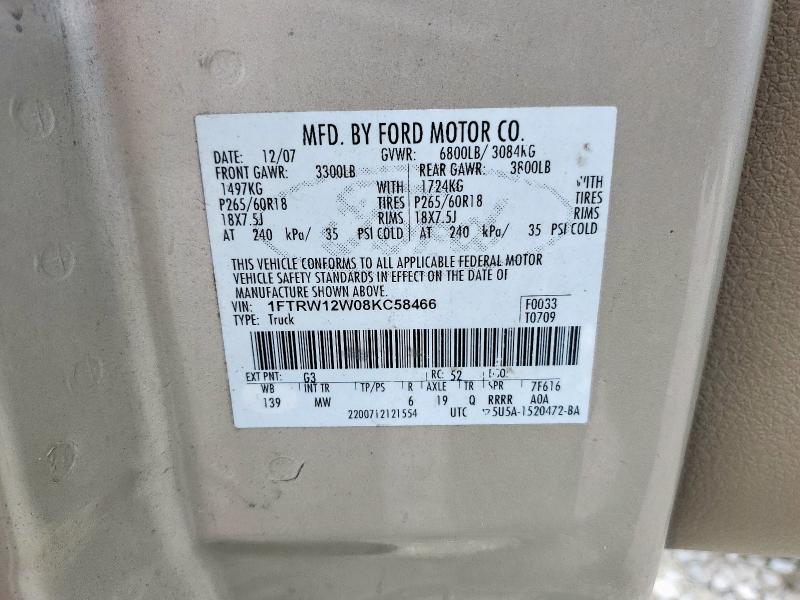 MFD. BY FORD MOTOR CO.
DATE: 12/07 GVWR: 6800LB/ 3084KG
FRONT GAWR: 3300LB REAR GAWR: 3800LB
1497KG WITH 1724KG WITH
P265/60R18 TIRES P265/60R18 TIRES
18X7.5J RIMS 18X7.5J RIMS
AT 240 kPa/ 35 PSI COLD AT 240 kPa/ 35 PSI COLD
THIS VEHICLE CONFORMS TO ALL APPLICABLE FEDERAL MOTOR
VEHICLE SAFETY STANDARDS IN EFFECT ON THE DATE OF
MANUFACTURE SHOWN ABOVE.
VIN: 1FTRW12W08KC58466 F0033
TYPE: Truck T0709
EXT PNT: G3 RC: 52 DSO:
WB INT TR TP/PS R AXLE TR SPR 7F616
139 MW 6 19 Q RRRR A0A
2200712121554 UTC 5U5A-1520472-BA